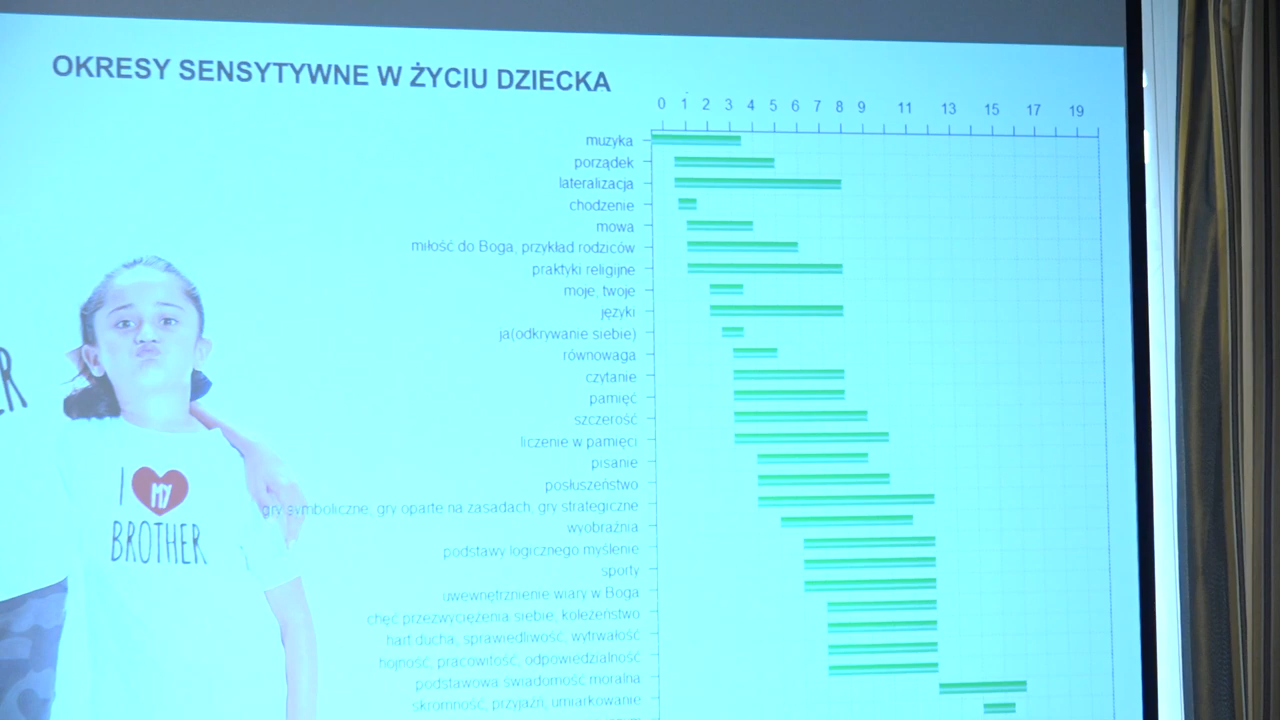 OKRESY SENSYTYWNE W ŻYCIU DZIECKA
0 1 2 3 4 5 6 7 8 9 11 13 15 17 19
muzyka
porządek
lateralizacja
chodzenie
mowa
miłość do Boga, przykład rodziców
praktyki religijne
moje, twoje
języki
ja(odkrywanie siebie)
równowaga
czytanie
pamięć
szczerość
liczenie w pamięci
pisanie
posłuszeństwo
gry symboliczne, gry oparte na zasadach, gry strategiczne
wyobraźnia
podstawy logicznego myślenie
sporty
uwewnętrznienie wiary w Boga
chęć przezwyciężenia siebie, koleżeństwo
hart ducha, sprawiedliwość, wytrwałość
hojność, pracowitość, odpowiedzialność
podstawowa świadomość moralna
skromność, przyjaźń, umiarkowanie
I MY
BROTHER
ER